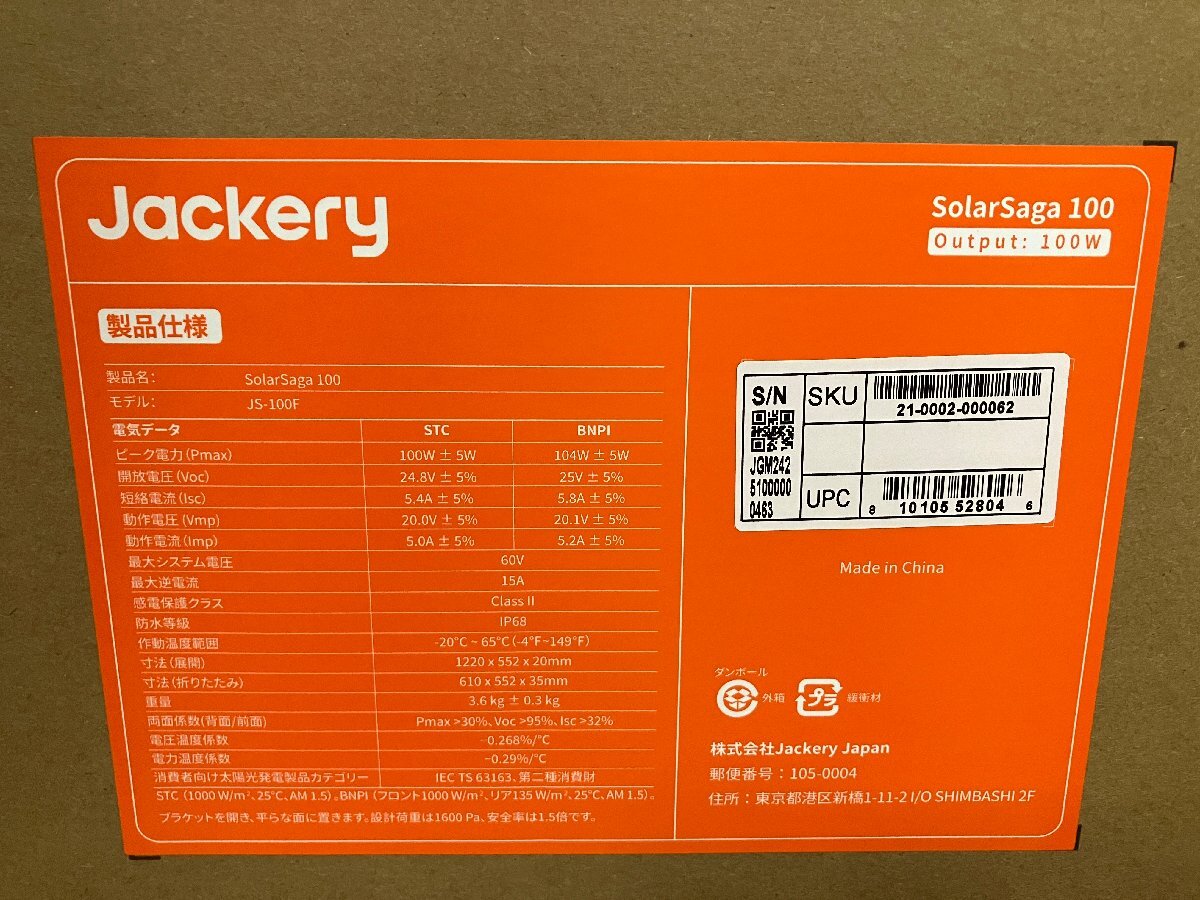 Jackery
SolarSaga 100
Output: 100W
製品仕様
製品名: SolarSaga 100
モデル: JS-100F
電気データ STC BNPI
ピーク電力(Pmax) 100W ± 5W 104W ± 5W
開放電圧(Voc) 24.8V ± 5% 25V ± 5%
短絡電流(Isc) 5.4A ± 5% 5.8A ± 5%
動作電圧(Vmp) 20.0V ± 5% 20.1V ± 5%
動作電流(Imp) 5.0A ± 5% 5.2A ± 5%
最大システム電圧 60V
最大逆電流 15A
感電保護クラス Class II
防水等級 IP68
作動温度範囲 -20°C ~ 65°C (-4°F~149°F)
寸法(展開) 1220 x 552 x 20mm
寸法(折りたたみ) 610 x 552 x 35mm
重量 3.6 kg ± 0.3 kg
両面係数(背面/前面) Pmax >30%、Voc >95%、Isc >32%
電圧温度係数 -0.268%/°C
電力温度係数 -0.29%/°C
消費者向け太陽光発電製品カテゴリー IEC TS 63163、第二種消費財
STC (1000 W/m²、25°C、AM 1.5)。BNPI (フロント1000 W/m²、リア135 W/m²、25°C、AM 1.5)。
ブラケットを開き、平らな面に置きます。設計荷重は1600 Pa、安全率は1.5倍です。
S/N
JGM242
5100000
0463
SKU
21-0002-000062
UPC
8 10105 52804 6
Made in China
ダンボール
外箱
プラ
緩衝材
株式会社Jackery Japan
郵便番号：105-0004
住所：東京都港区新橋1-11-2 I/O SHIMBASHI 2F